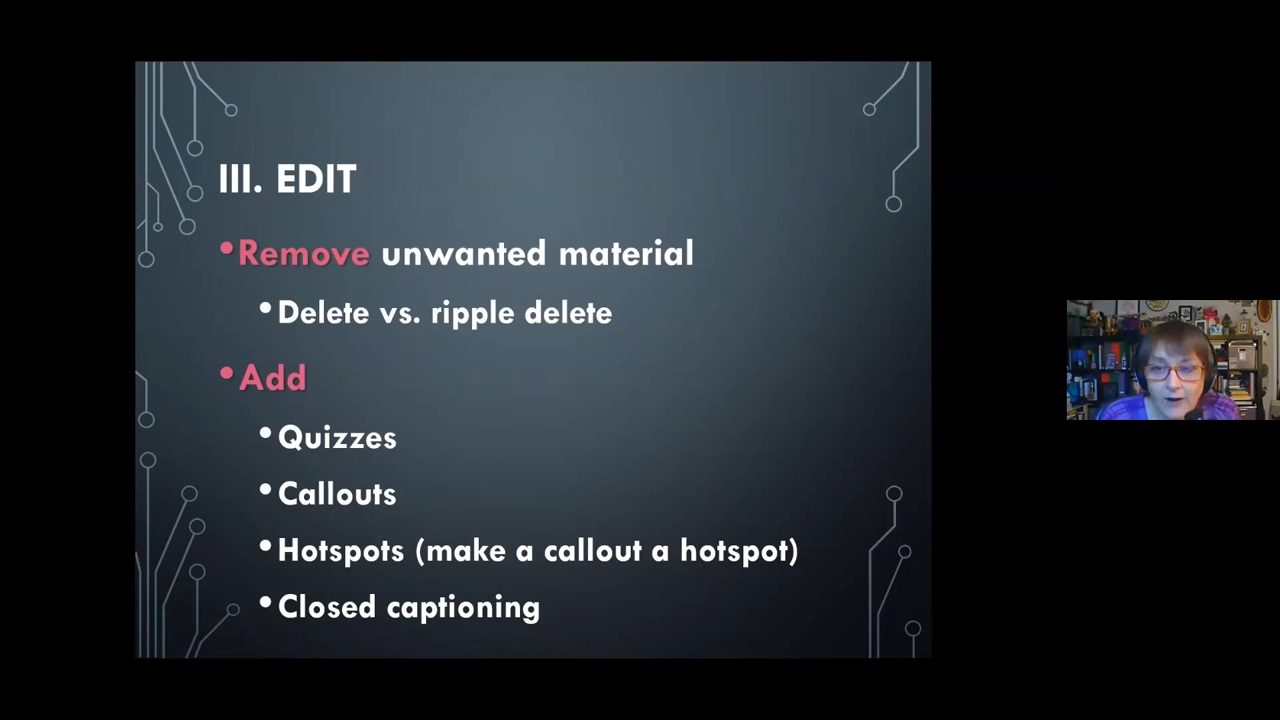 III. EDIT
•Remove unwanted material
•Delete vs. ripple delete
•Add
•Quizzes
•Callouts
•Hotspots (make a callout a hotspot)
•Closed captioning